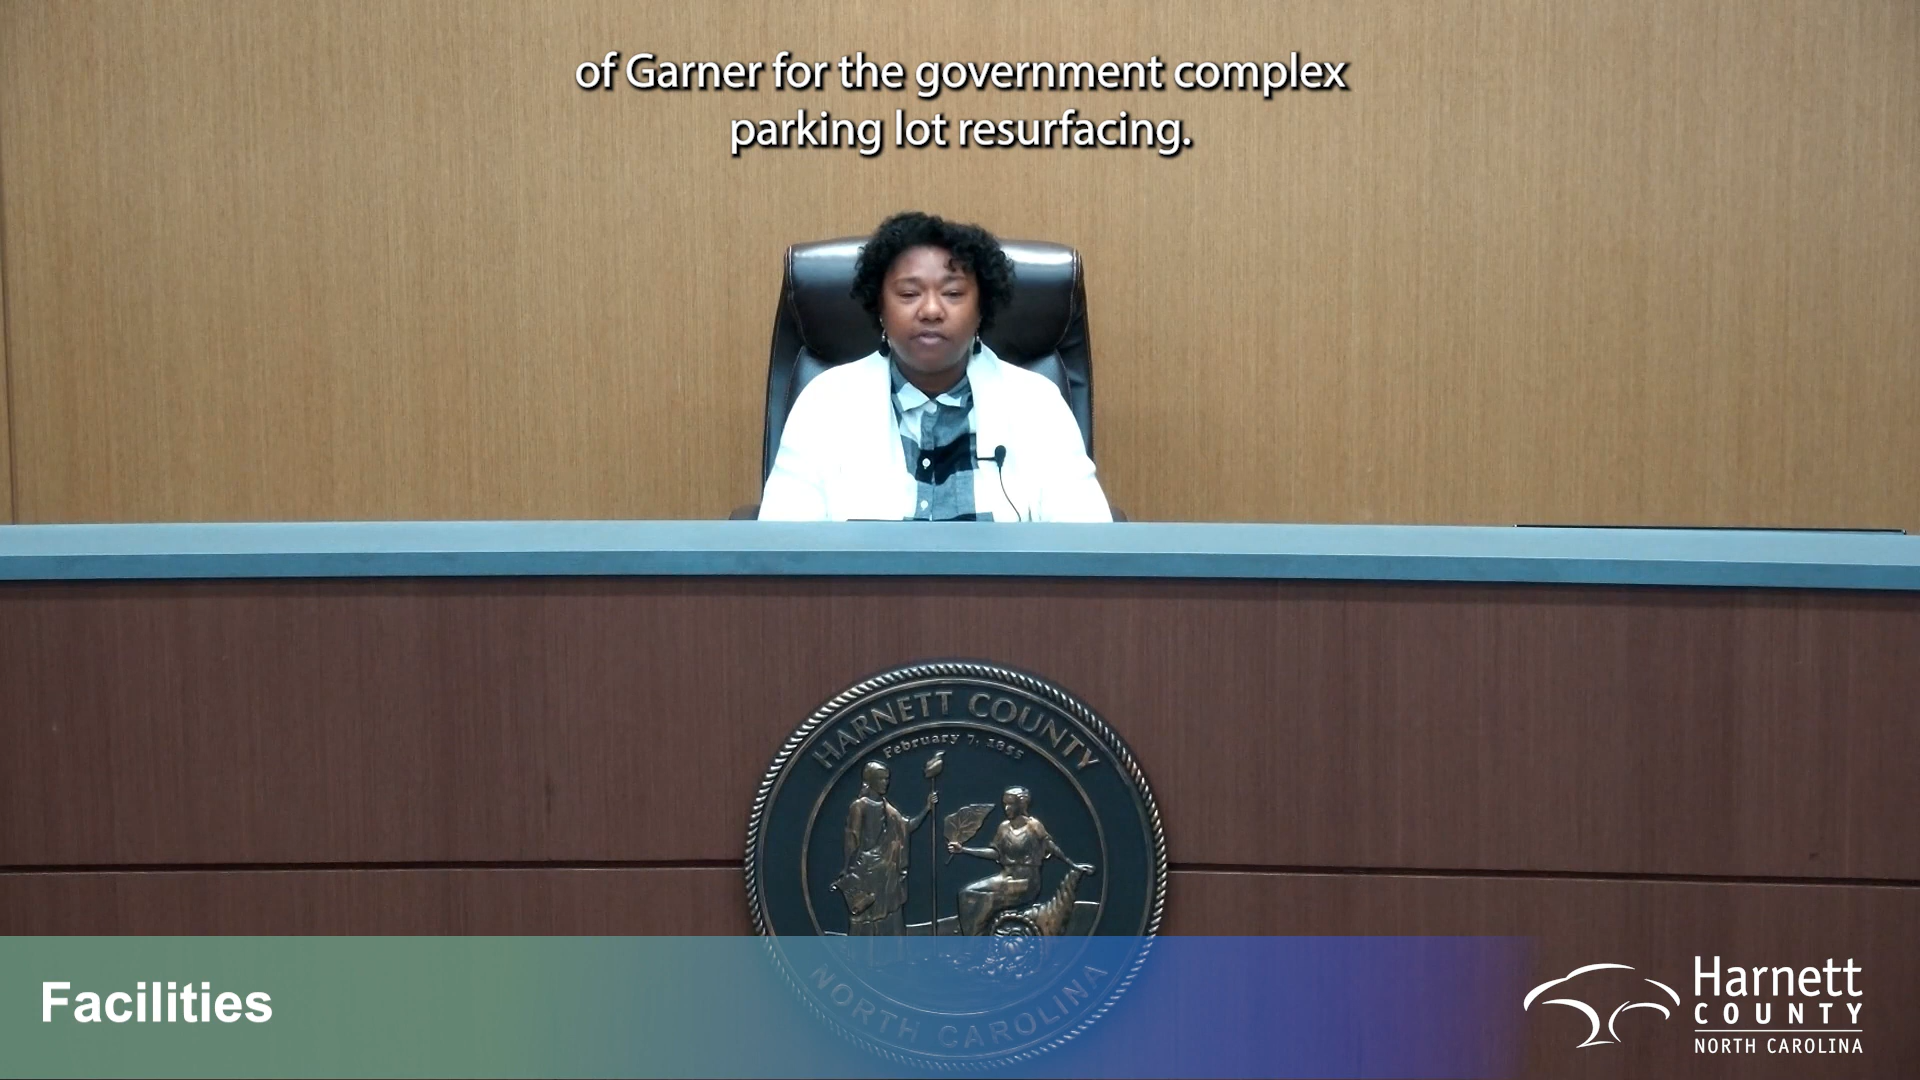 of Garner for the government complex
parking lot resurfacing.
HARNETT COUNTY
February 7, 1855
NORTH CAROLINA
Facilities
Harnett
COUNTY
NORTH CAROLINA